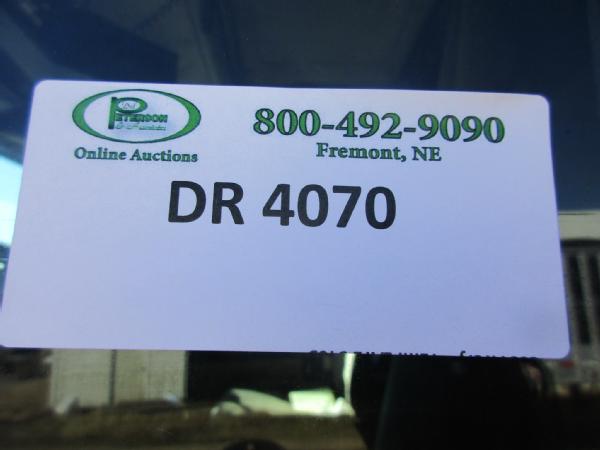 PETERSON
Online Auctions
800-492-9090
Fremont, NE
DR 4070